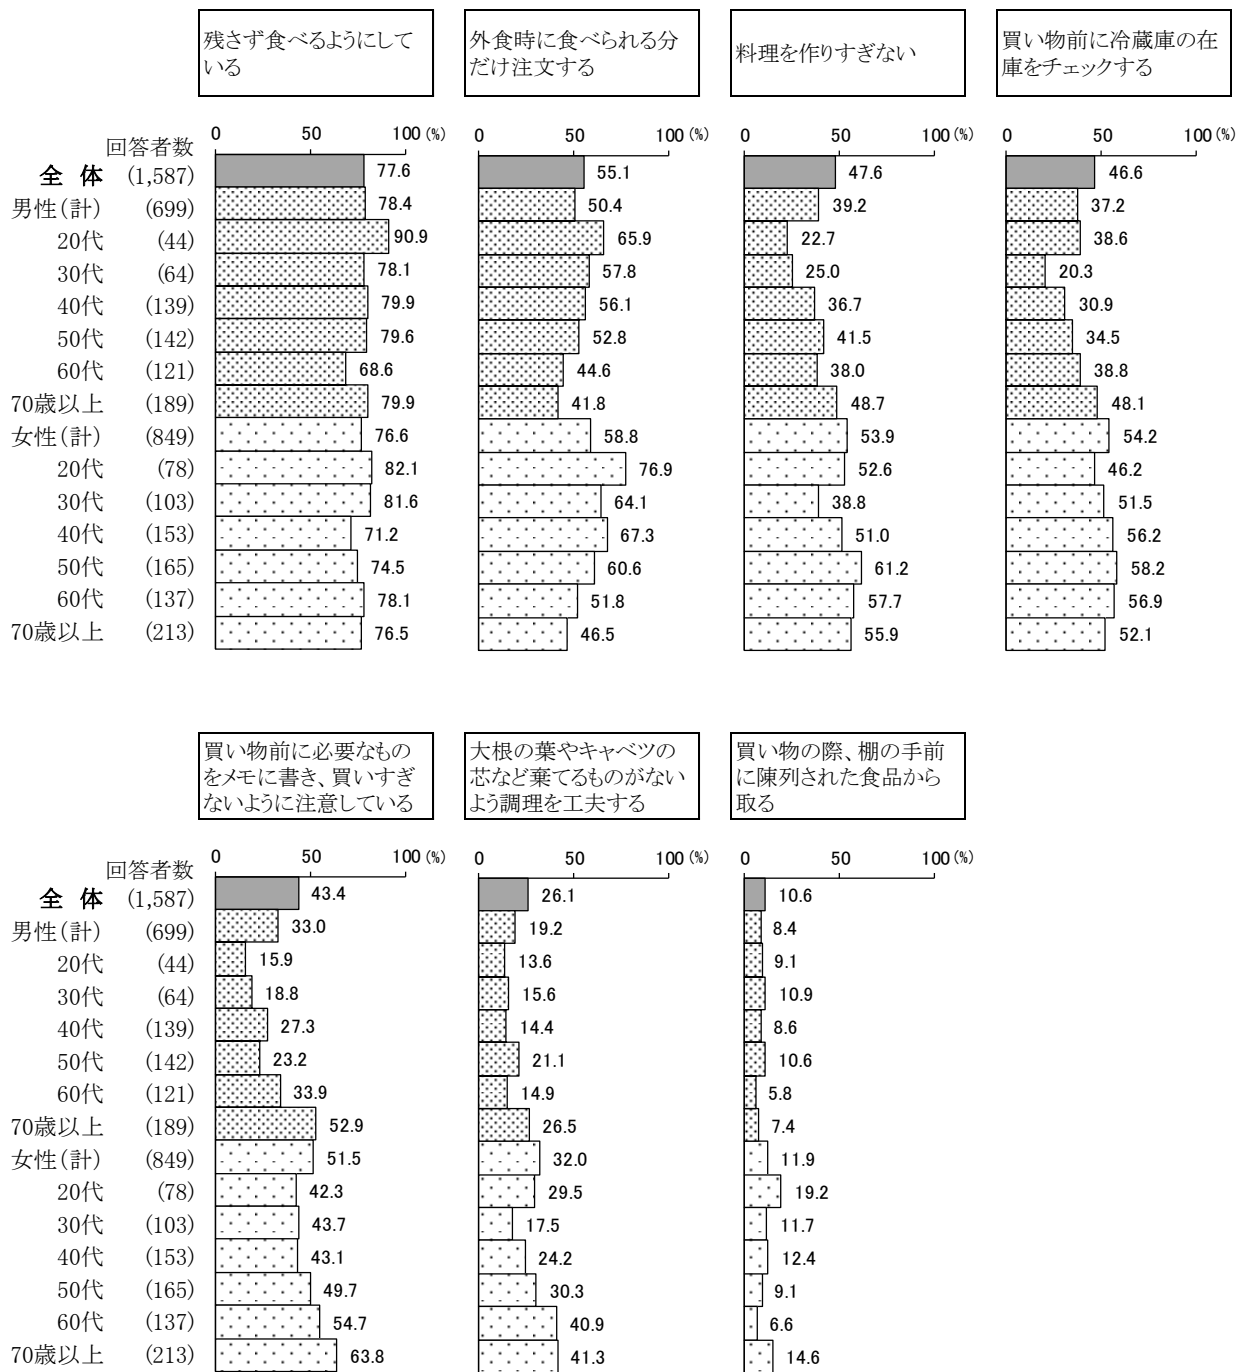 残さず食べるようにして
いる
外食時に食べられる分
だけ注文する
料理を作りすぎない
買い物前に冷蔵庫の在
庫をチェックする
回答者数 0 50 100 (%) 0 50 100 (%) 0 50 100 (%) 0 50 100 (%)
全 体 (1,587) 77.6 55.1 47.6 46.6
男性(計) (699) 78.4 50.4 39.2 37.2
20代 (44) 90.9 65.9 22.7 38.6
30代 (64) 78.1 57.8 25.0 20.3
40代 (139) 79.9 56.1 36.7 30.9
50代 (142) 79.6 52.8 41.5 34.5
60代 (121) 68.6 44.6 38.0 38.8
70歳以上 (189) 79.9 41.8 48.7 48.1
女性(計) (849) 76.6 58.8 53.9 54.2
20代 (78) 82.1 76.9 52.6 46.2
30代 (103) 81.6 64.1 38.8 51.5
40代 (153) 71.2 67.3 51.0 56.2
50代 (165) 74.5 60.6 61.2 58.2
60代 (137) 78.1 51.8 57.7 56.9
70歳以上 (213) 76.5 46.5 55.9 52.1
買い物前に必要なもの
をメモに書き、買いすぎ
ないように注意している
大根の葉やキャベツの
芯など棄てるものがない
よう調理を工夫する
買い物の際、棚の手前
に陳列された食品から
取る
回答者数 0 50 100 (%) 0 50 100 (%) 0 50 100 (%)
全 体 (1,587) 43.4 26.1 10.6
男性(計) (699) 33.0 19.2 8.4
20代 (44) 15.9 13.6 9.1
30代 (64) 18.8 15.6 10.9
40代 (139) 27.3 14.4 8.6
50代 (142) 23.2 21.1 10.6
60代 (121) 33.9 14.9 5.8
70歳以上 (189) 52.9 26.5 7.4
女性(計) (849) 51.5 32.0 11.9
20代 (78) 42.3 29.5 19.2
30代 (103) 43.7 17.5 11.7
40代 (153) 43.1 24.2 12.4
50代 (165) 49.7 30.3 9.1
60代 (137) 54.7 40.9 6.6
70歳以上 (213) 63.8 41.3 14.6